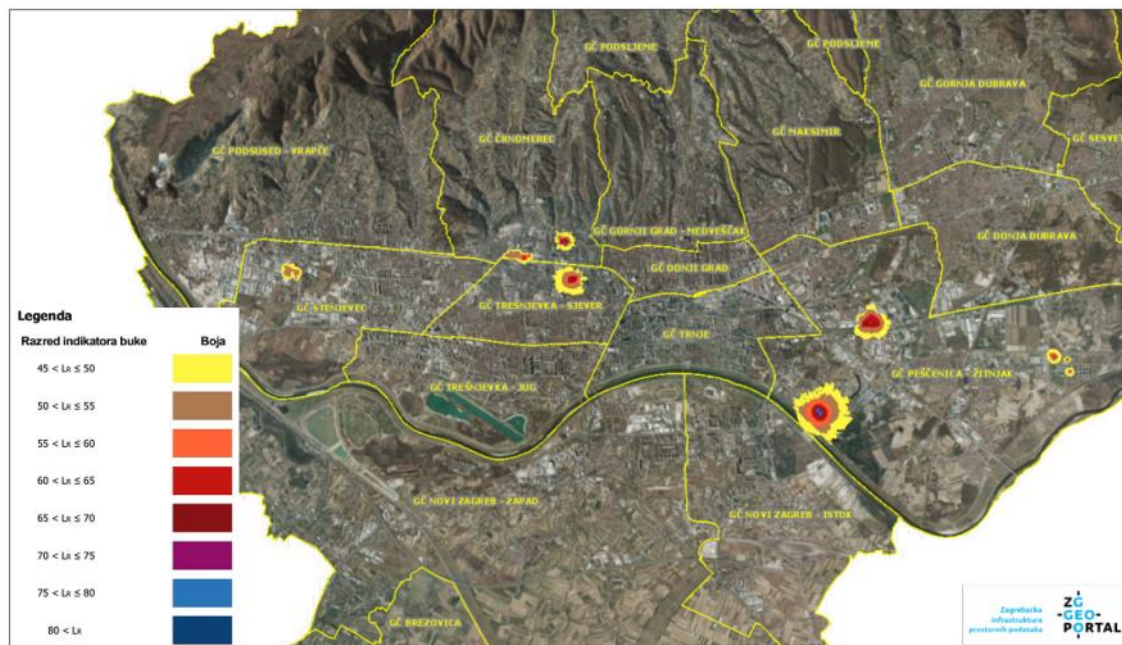 GČ PODSLJEME
GČ PODSLJEME
GČ GORNJA DUBRAVA
GČ ČRNOMEREC
GČ MAKSIMIR
GČ SESVET
GČ PODSUSED - VRAPČE
GČ GORNJI GRAD - MEDVEŠČAK
GČ DONJA DUBRAVA
GČ DONJI GRAD
GČ STENJEVEC
GČ TREŠNJEVKA - SJEVER
GČ TRNJE
GČ PEŠČENICA - ŽITNJAK
GČ TREŠNJEVKA - JUG
GČ NOVI ZAGREB - ZAPAD
GČ NOVI ZAGREB - ISTOK
GČ BREZOVICA
Legenda
Razred indikatora buke Boja
45 < LR ≤ 50
50 < LR ≤ 55
55 < LR ≤ 60
60 < LR ≤ 65
65 < LR ≤ 70
70 < LR ≤ 75
75 < LR ≤ 80
80 < LR
Zagrebačka
infrastruktura
prostornih podataka
ZG
GEO
PORTAL